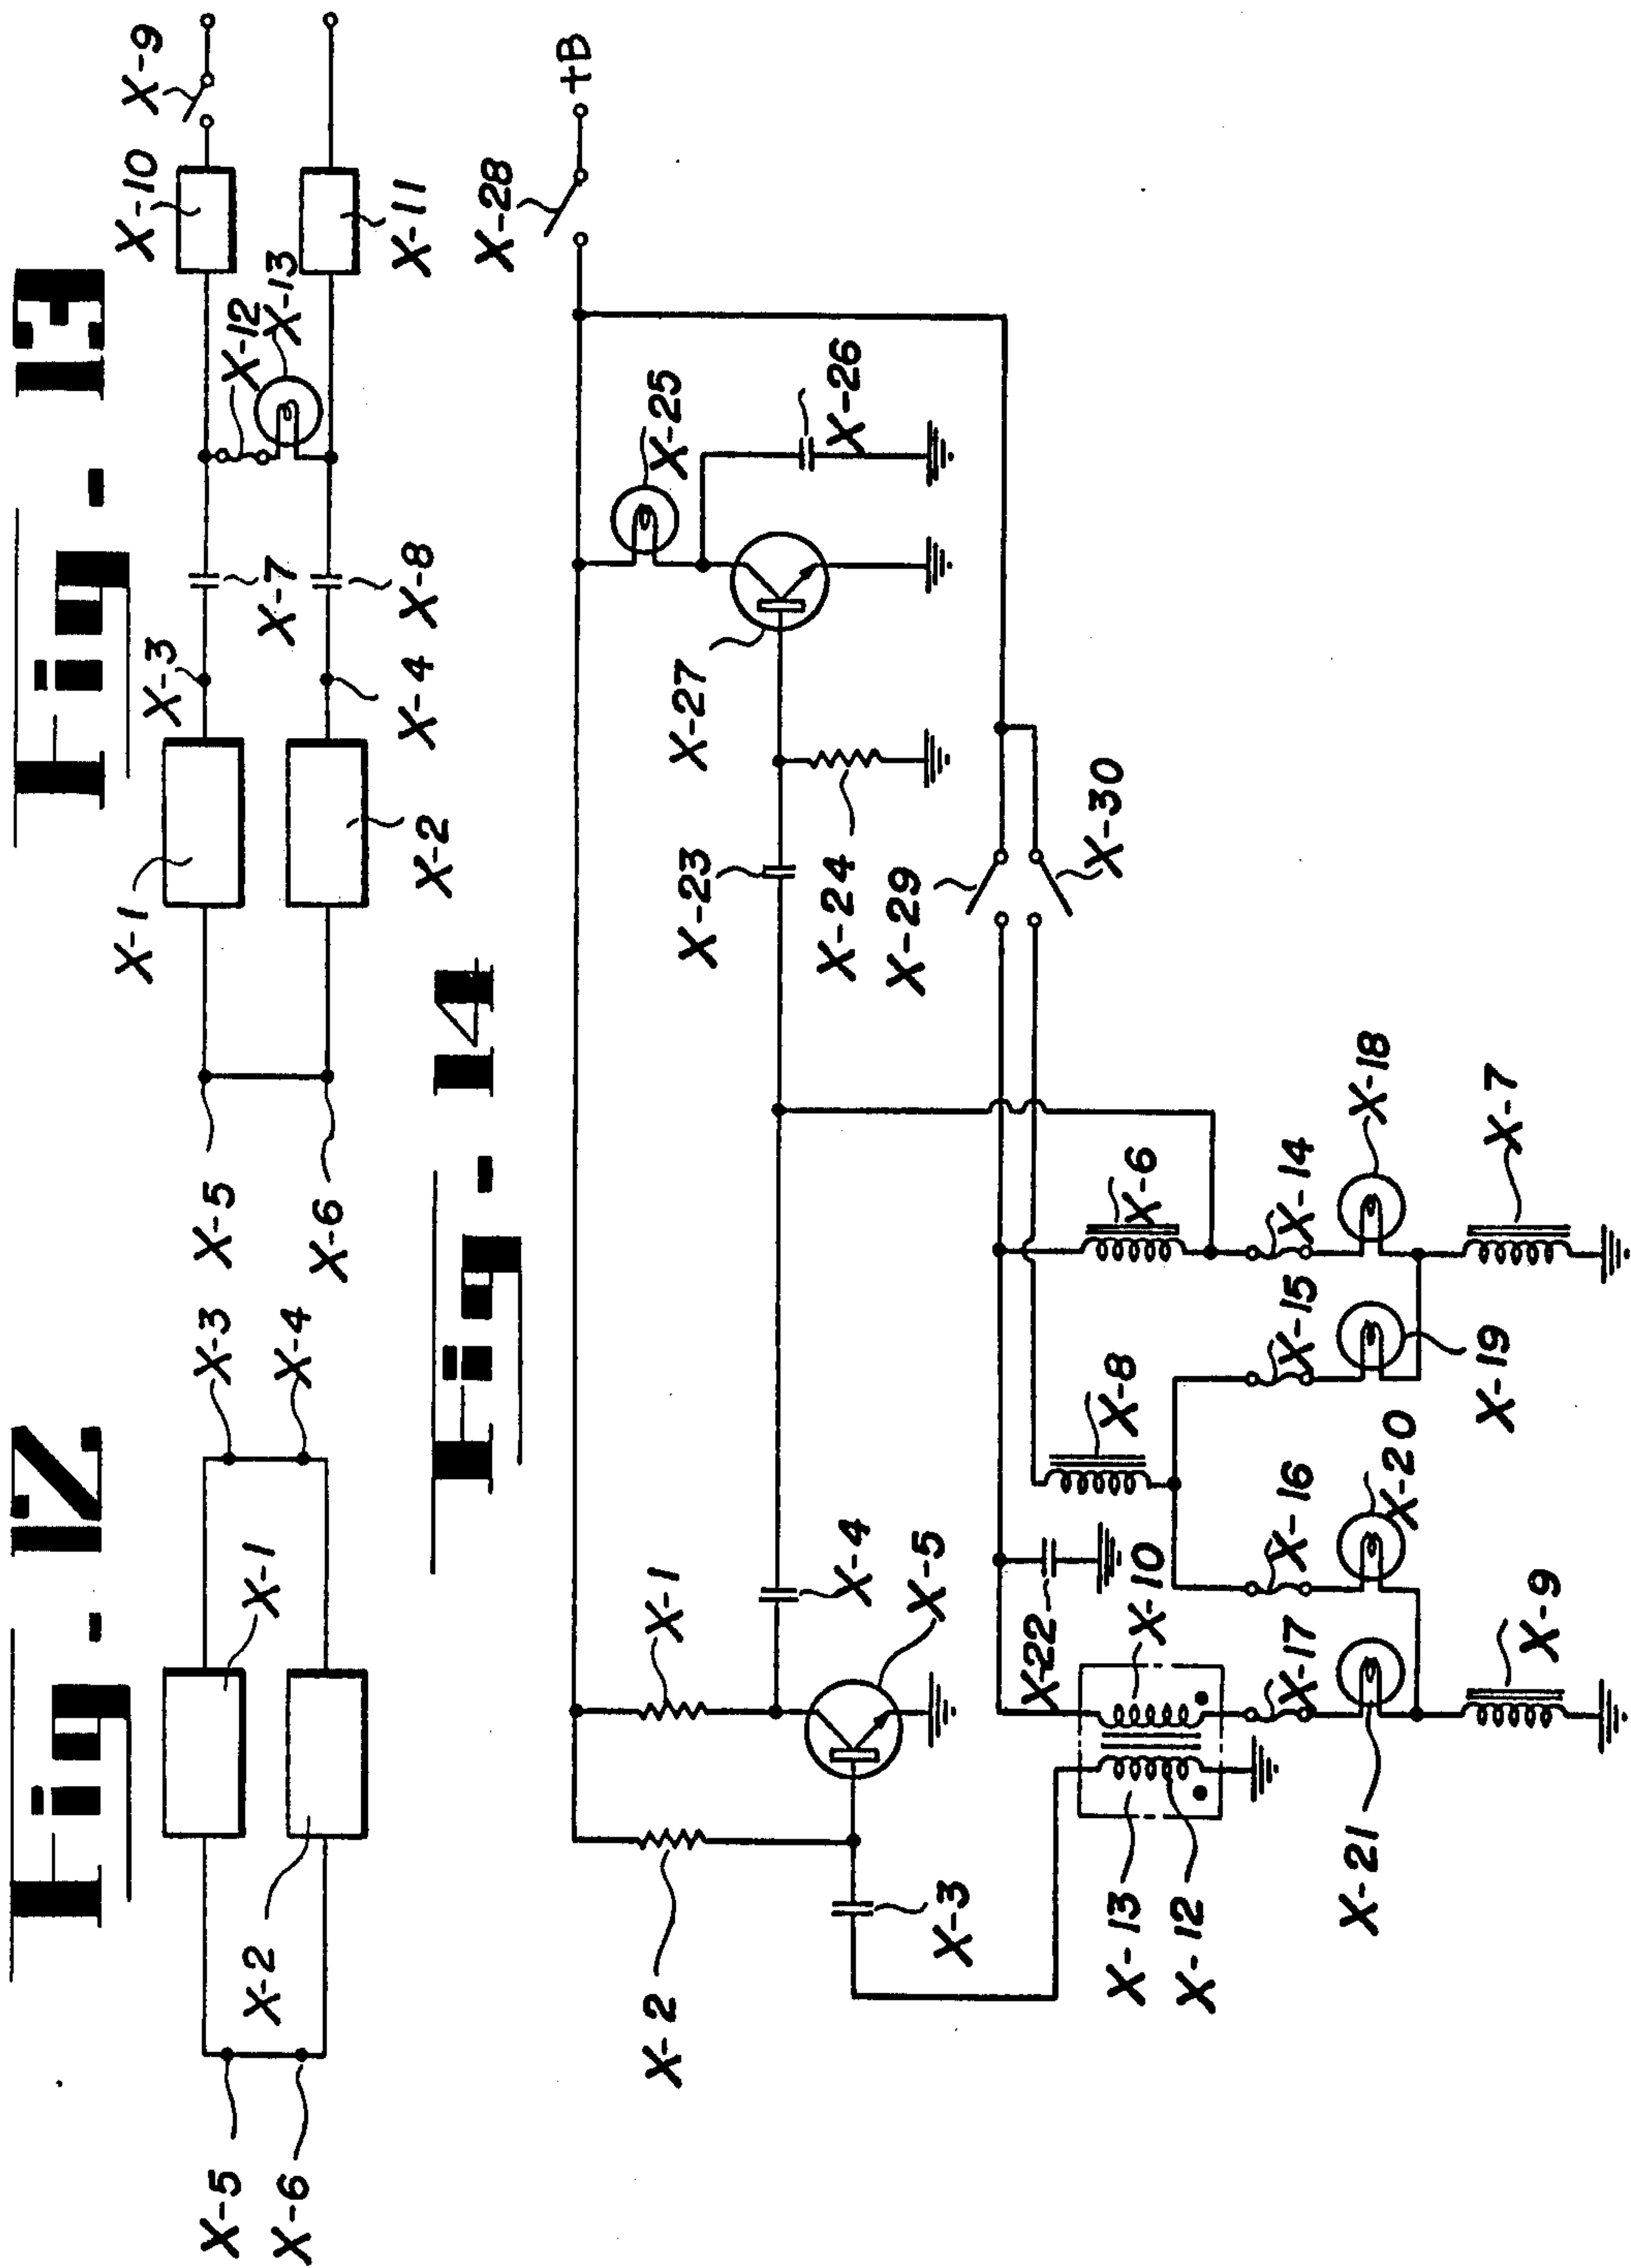 Fig - 12
X-5
X-6
X-2
X-1
X-3
X-4
Fig - 13
X-5
X-6
X-1
X-2
X-3
X-4
X-7
X-8
X-12
X-13
X-10
X-11
X-9
Fig - 14
X-2
X-3
X-1
X-4
X-5
X-23
X-24
X-27
X-25
X-26
X-28
+B
X-29
X-30
X-13
X-12
X-22
X-10
X-8
X-6
X-17
X-16
X-15
X-14
X-21
X-20
X-19
X-18
X-9
X-7